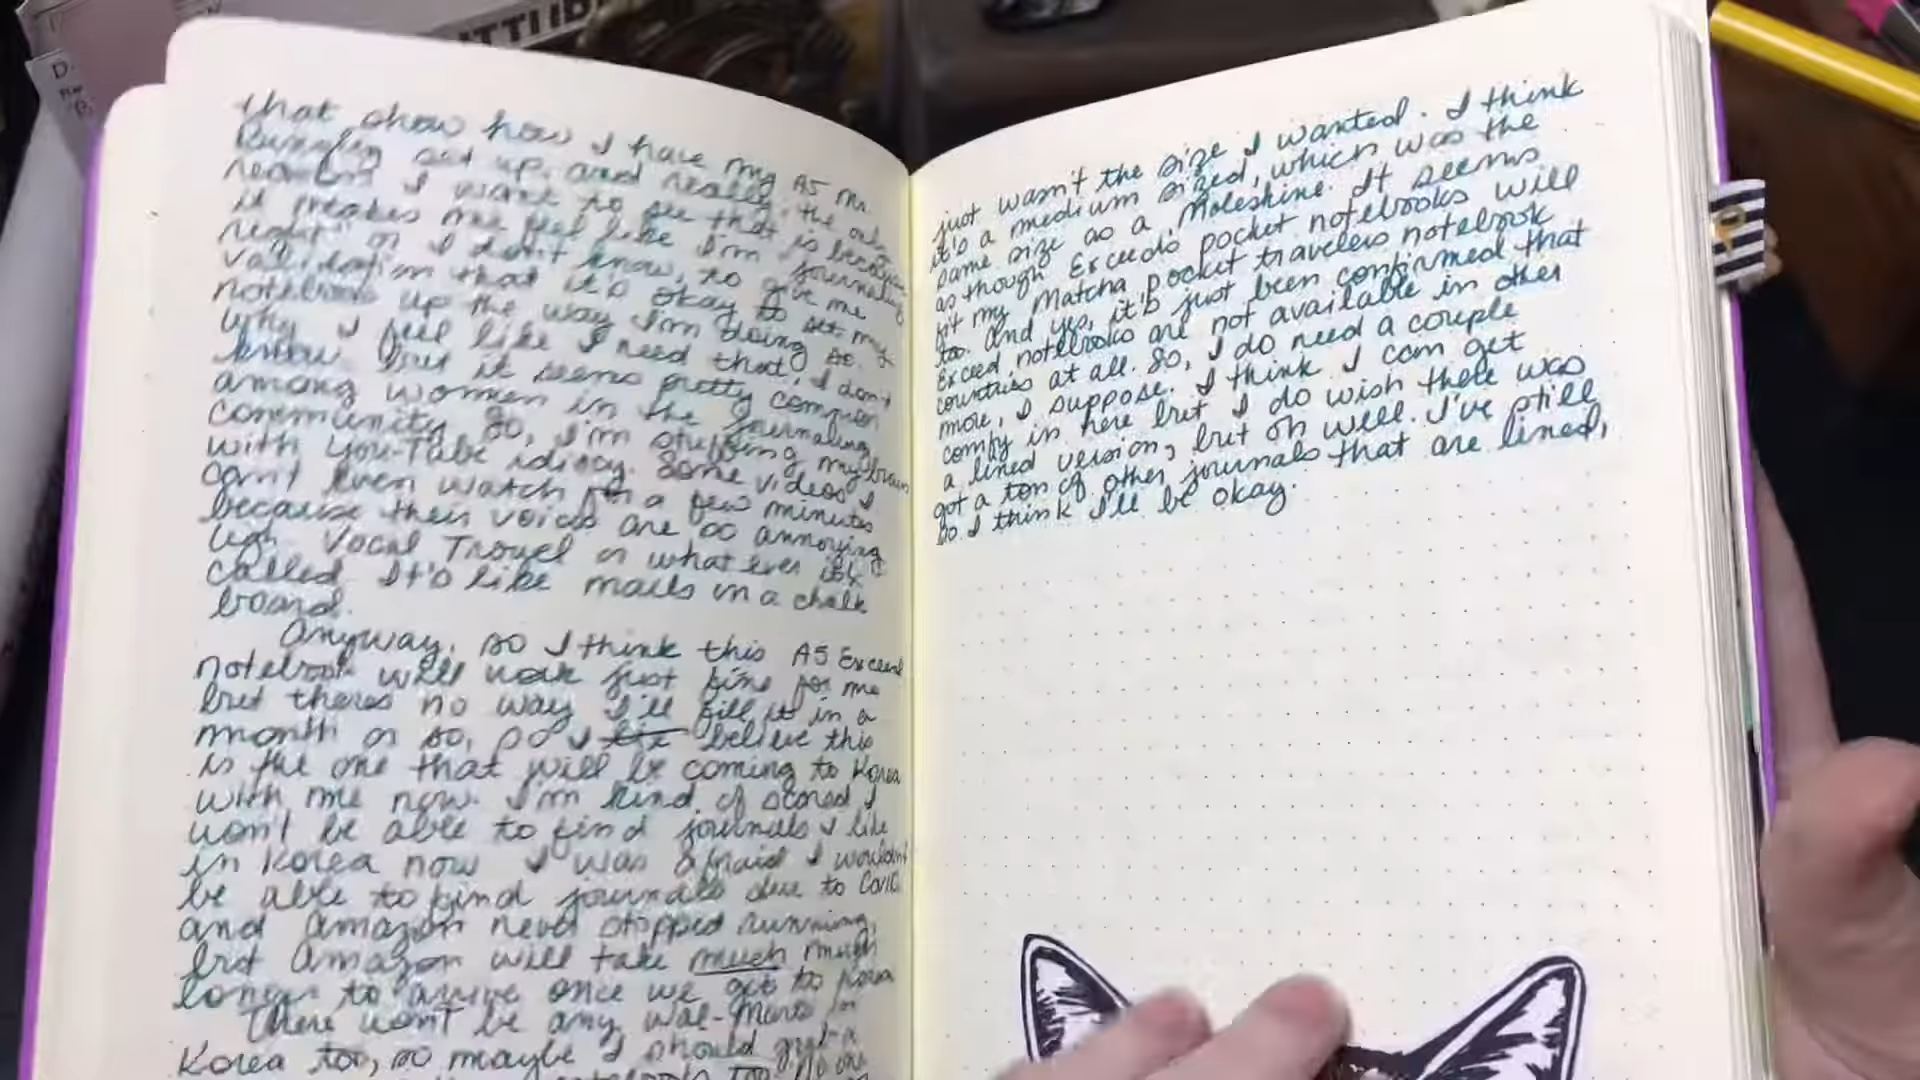 that show how I have my A5 Mr.
set up, and really, the only
reason I want to see that is because
it makes me feel like I'm journaling
"right" or I don't know, to give me
validation that it's okay to set my
notebook up the way I'm doing so.
Why I feel like I need that, I don't
know but it seems pretty common
among women in the journaling
community. So, I'm stuffing my brain
with You-Tube idiocy. Some videos I
can't even watch for a few minutes
because their voices are so annoying
ugh. Vocal or what ever it's
called. It's like nails on a chalk
board.
Anyway, so I think this A5 Exceed
notebook will work just fine for me
but theres no way I'll fill it in a
month or so, so I believe this
is the one that will be coming to Korea
with me now. I'm kind of scared I
won't be able to find journals I like
in Korea now. I was afraid I wouldn't
be able to find journals due to Covid
and Amazon never stopped running,
but Amazon will take much much
longer to arrive once we get to Korea
There won't be any Wal-Marts in
Korea too, so maybe I should
too.
just wasn't the size I wanted. I think
it's a medium sized, which was the
same size as a Moleskine. It seems
as though Exceeds pocket notebooks will
fit my Matcha pocket travelers notebook
too. And yes, it's just been confirmed that
Exceed notebooks are not available in other
countries at all. So, I do need a couple
more, I suppose. I think I can get
comfy in here but I do wish there was
a lined version, but oh well. I've still
got a ton of other journals that are lined,
so I think I'll be okay.